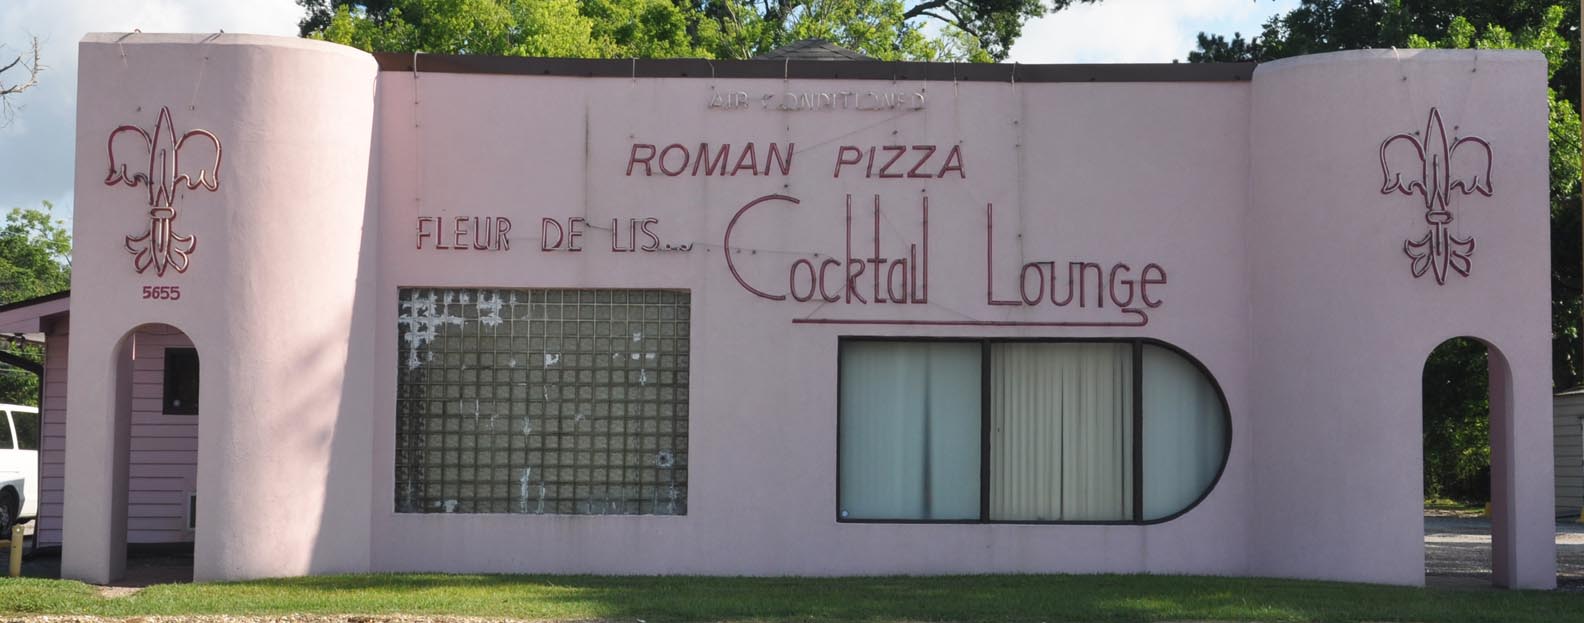 AIR CONDITIONED
ROMAN PIZZA
FLEUR DE LIS... Cocktail Lounge
5655